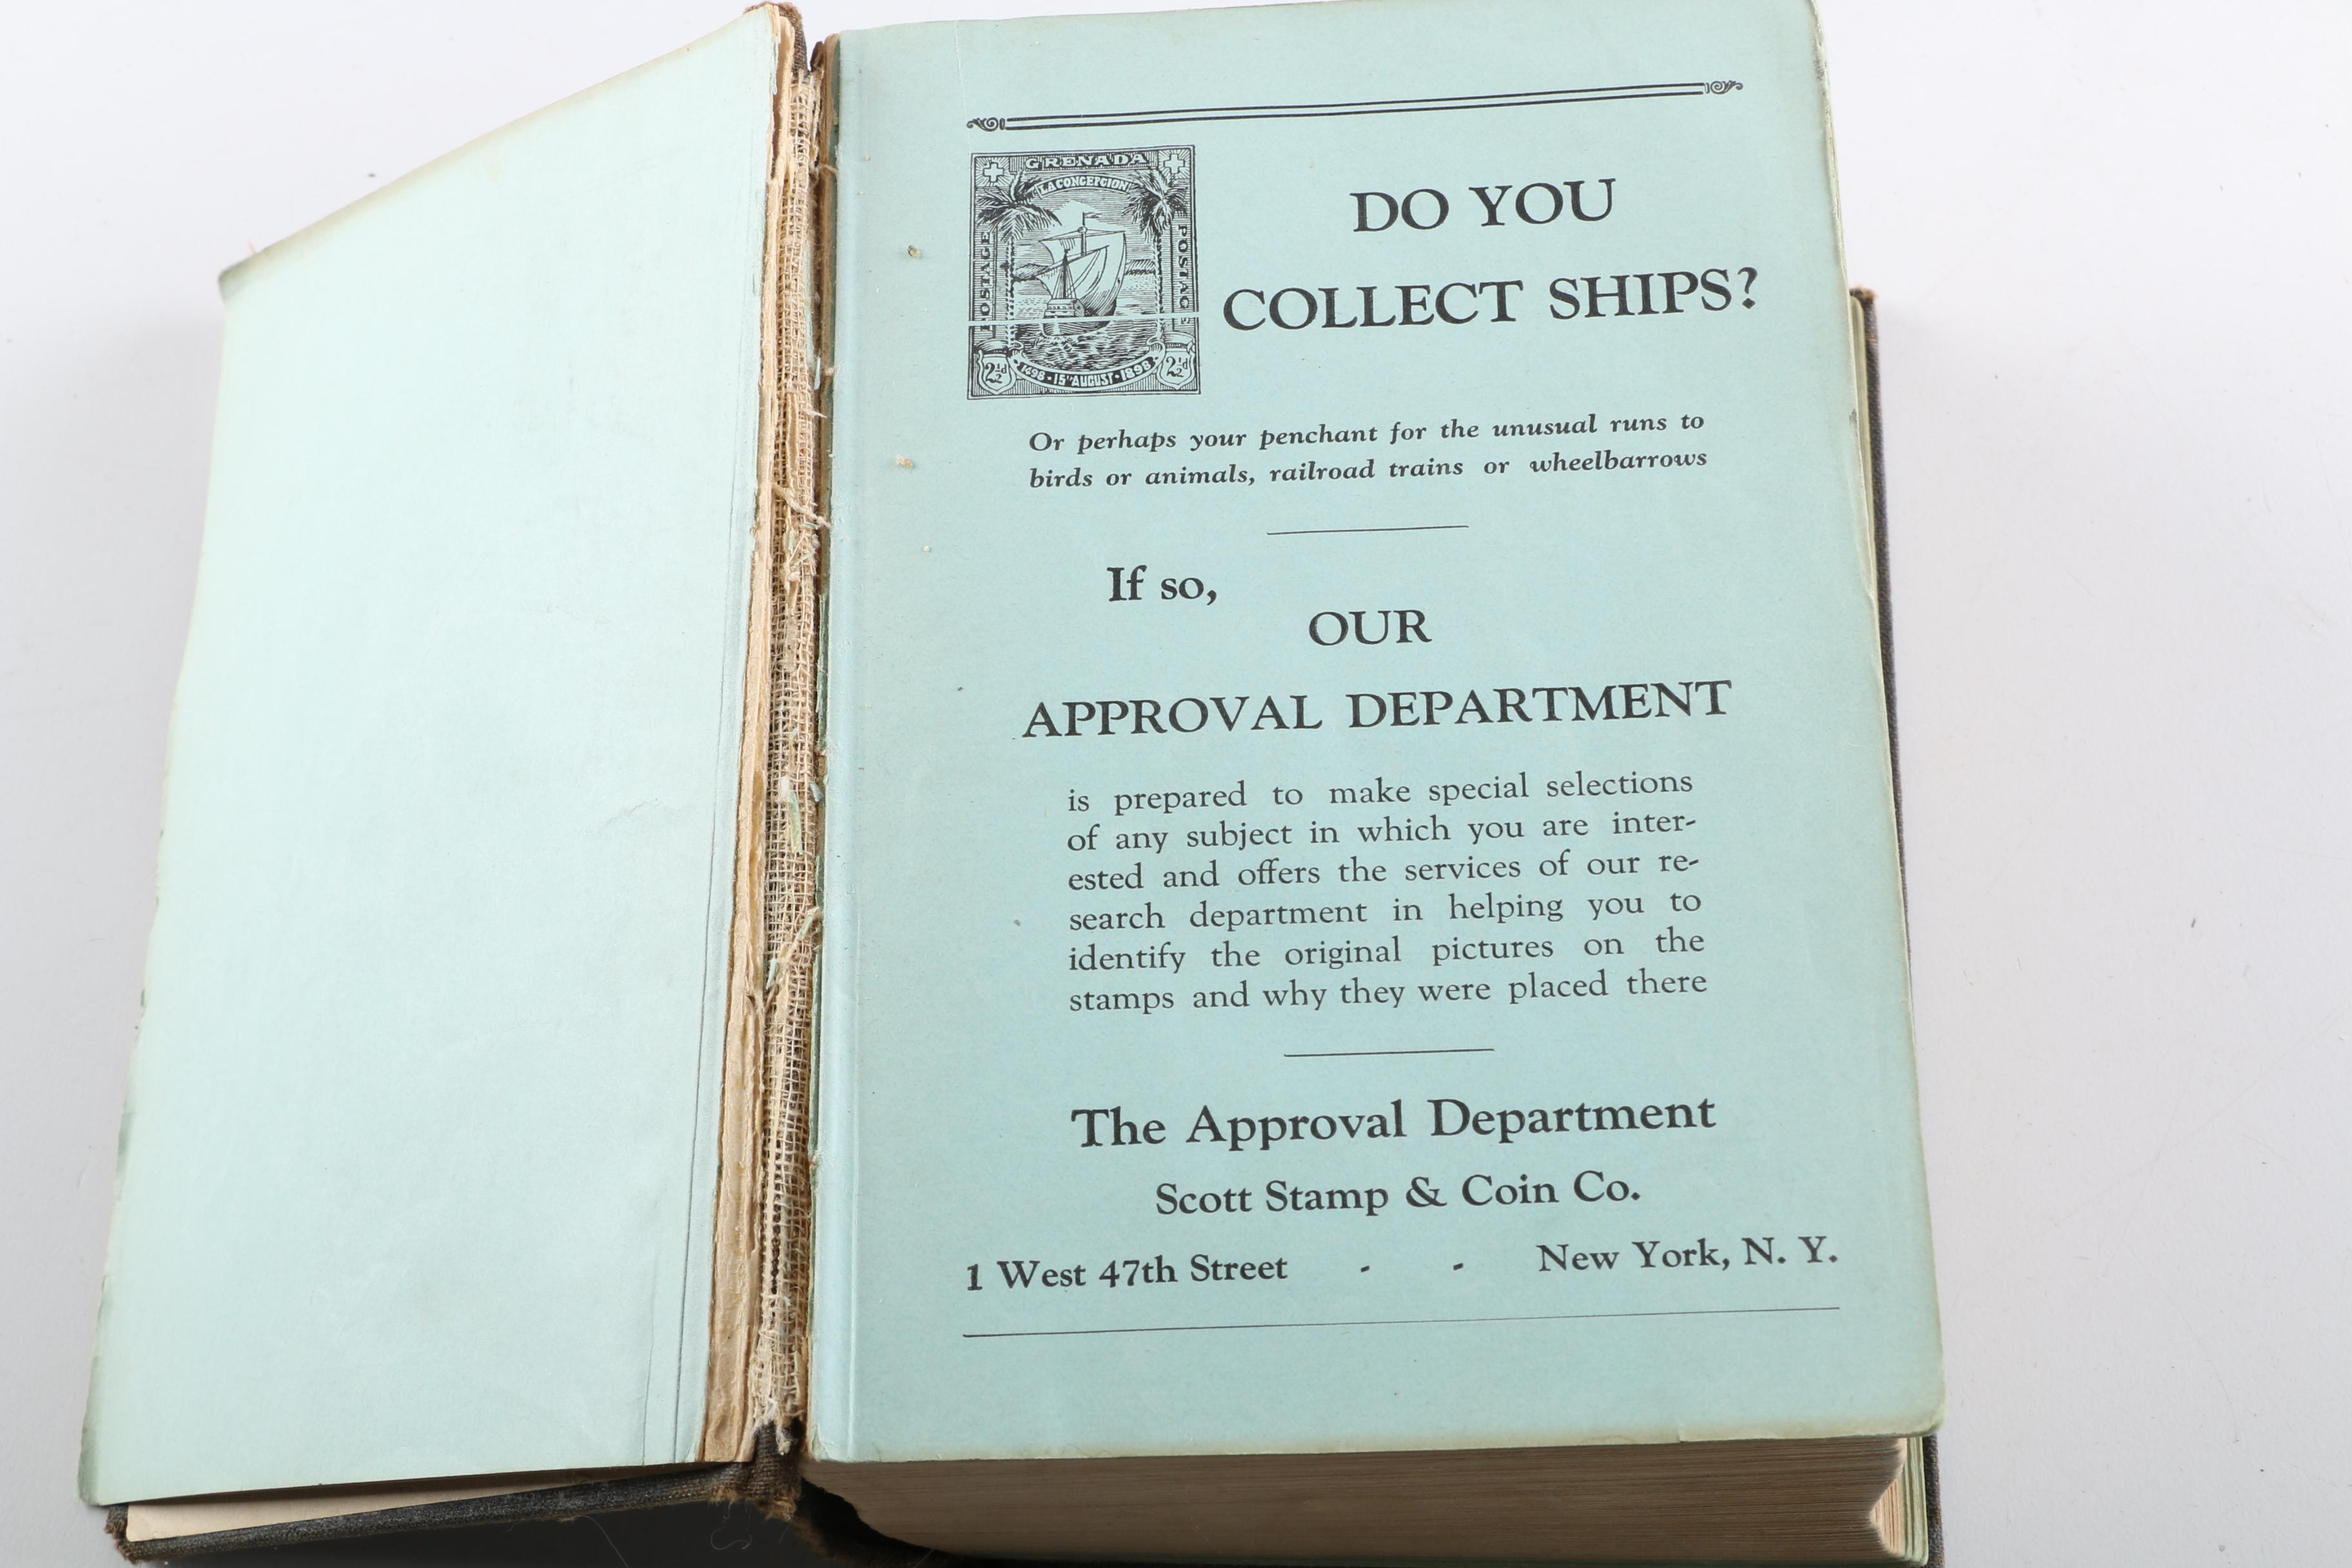 GRENADA
LA CONCEPCION
POSTAGE
POSTAGE
2½d
1498 · 15TH AUGUST · 1898
2½d
DO YOU
COLLECT SHIPS?
Or perhaps your penchant for the unusual runs to
birds or animals, railroad trains or wheelbarrows
If so,
OUR
APPROVAL DEPARTMENT
is prepared to make special selections
of any subject in which you are inter-
ested and offers the services of our re-
search department in helping you to
identify the original pictures on the
stamps and why they were placed there
The Approval Department
Scott Stamp & Coin Co.
1 West 47th Street - - New York, N. Y.